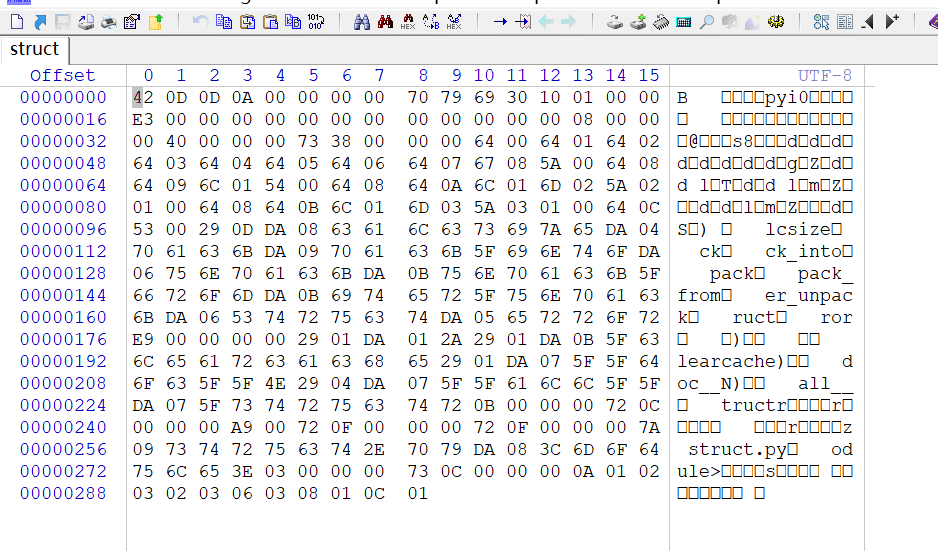 struct
Offset 0 1 2 3 4 5 6 7 8 9 10 11 12 13 14 15 UTF-8
00000000 42 0D 0D 0A 00 00 00 00 70 79 69 30 10 01 00 00 B □□□□pyi0□□□□
00000016 E3 00 00 00 00 00 00 00 00 00 00 00 00 08 00 00
00000032 00 40 00 00 00 73 38 00 00 00 00 64 00 64 01 64 02 □@□□□s8□□□d□d□d□
00000048 64 03 64 04 64 05 64 06 64 07 67 08 5A 00 64 08 d□d□d□d□d□g□Z□d□
00000064 64 09 6C 01 54 00 64 08 64 0A 6C 01 6D 02 5A 02 d l□T□d□d l□m□Z□
00000080 01 00 64 08 64 0B 6C 01 6D 03 5A 03 01 00 64 0C □□d□d□l□m□Z□□□d□
00000096 53 00 29 0D DA 08 63 61 6C 63 73 69 7A 65 DA 04 S□) □ lcsize□
00000112 70 61 63 6B DA 09 70 61 63 6B 5F 69 6E 74 6F DA ck□ ck_into□
00000128 06 75 6E 70 61 63 6B DA 0B 75 6E 70 61 63 6B 5F pack□ pack_
00000144 66 72 6F 6D DA 0B 69 74 65 72 5F 75 6E 70 61 63 from□ er_unpac
00000160 6B DA 06 53 74 72 75 63 74 DA 05 65 72 72 6F 72 k□ ruct□ ror
00000176 E9 00 00 00 00 29 01 DA 01 2A 29 01 DA 0B 5F 63 □ □)□□ □□
00000192 6C 65 61 72 63 61 63 68 65 29 01 DA 07 5F 5F 64 learcache)□□ d
00000208 6F 63 5F 5F 4E 29 04 DA 07 5F 5F 61 6C 6C 5F 5F oc__N)□□ all__
00000224 DA 07 5F 73 74 72 75 63 74 72 0B 00 00 00 72 0C □ tructr□□□□r□
00000240 00 00 00 A9 00 72 0F 00 00 00 00 72 0F 00 00 00 7A
00000256 09 73 74 72 75 63 74 2E 70 79 DA 08 3C 6D 6F 64 struct.py□ od
00000272 75 6C 65 3E 03 00 00 00 73 0C 00 00 00 0A 01 02 ule>□□□□s□□□□ □□
00000288 03 02 03 06 03 08 01 0C 01 □□□□□□□ □